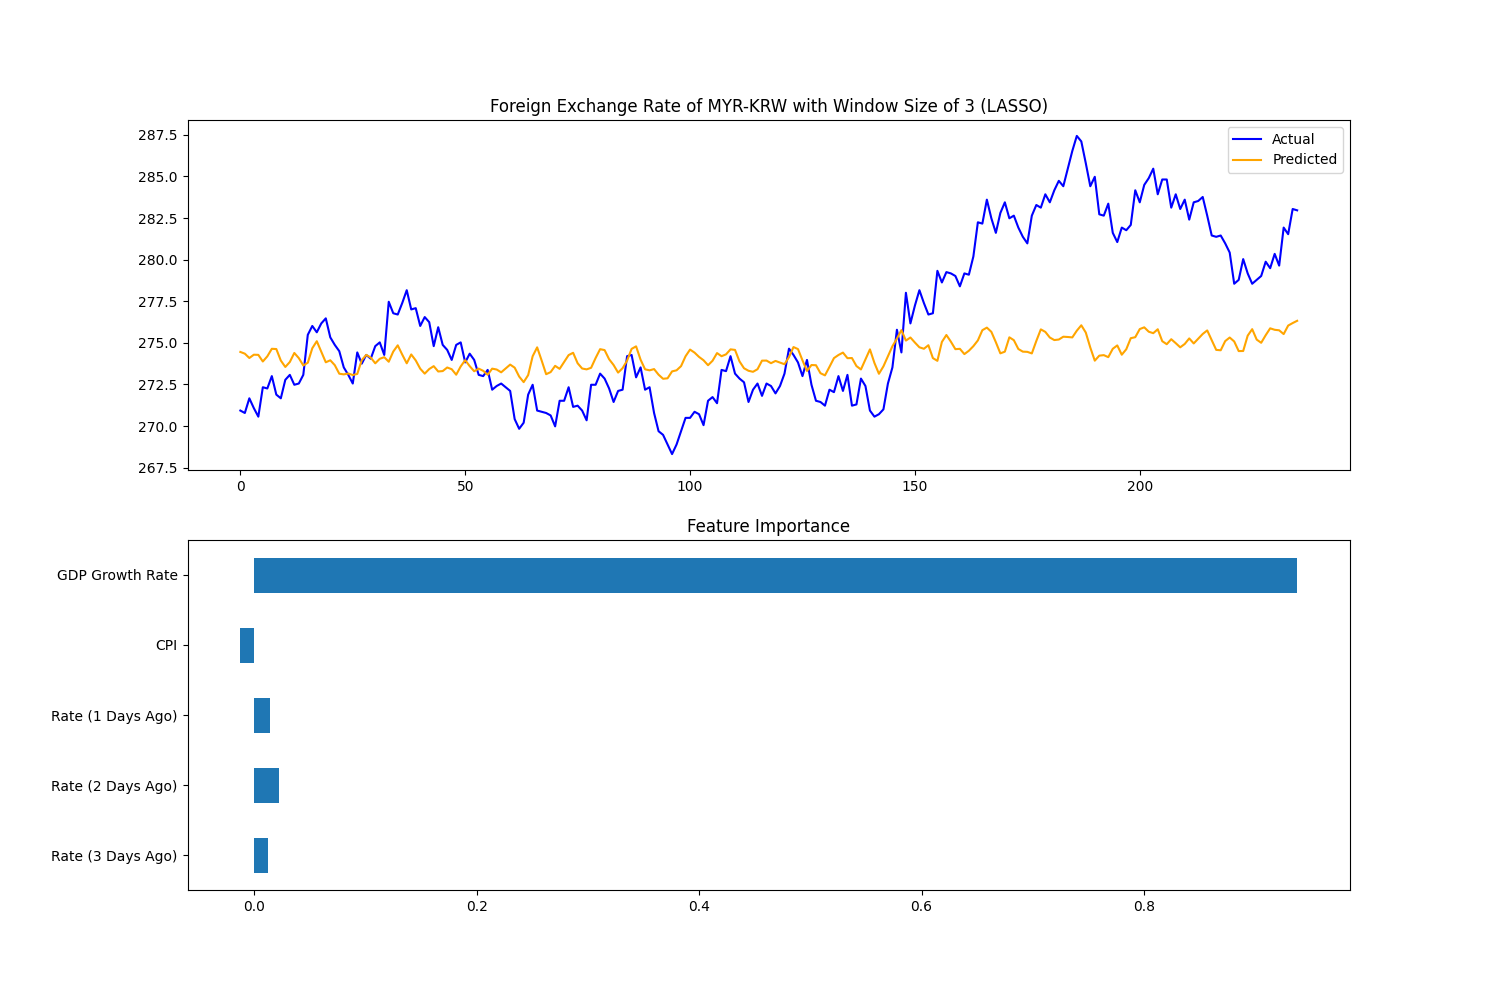 Foreign Exchange Rate of MYR-KRW with Window Size of 3 (LASSO)
287.5
285.0
282.5
280.0
277.5
275.0
272.5
270.0
267.5
Actual
Predicted
0 50 100 150 200
Feature Importance
GDP Growth Rate
CPI
Rate (1 Days Ago)
Rate (2 Days Ago)
Rate (3 Days Ago)
0.0 0.2 0.4 0.6 0.8